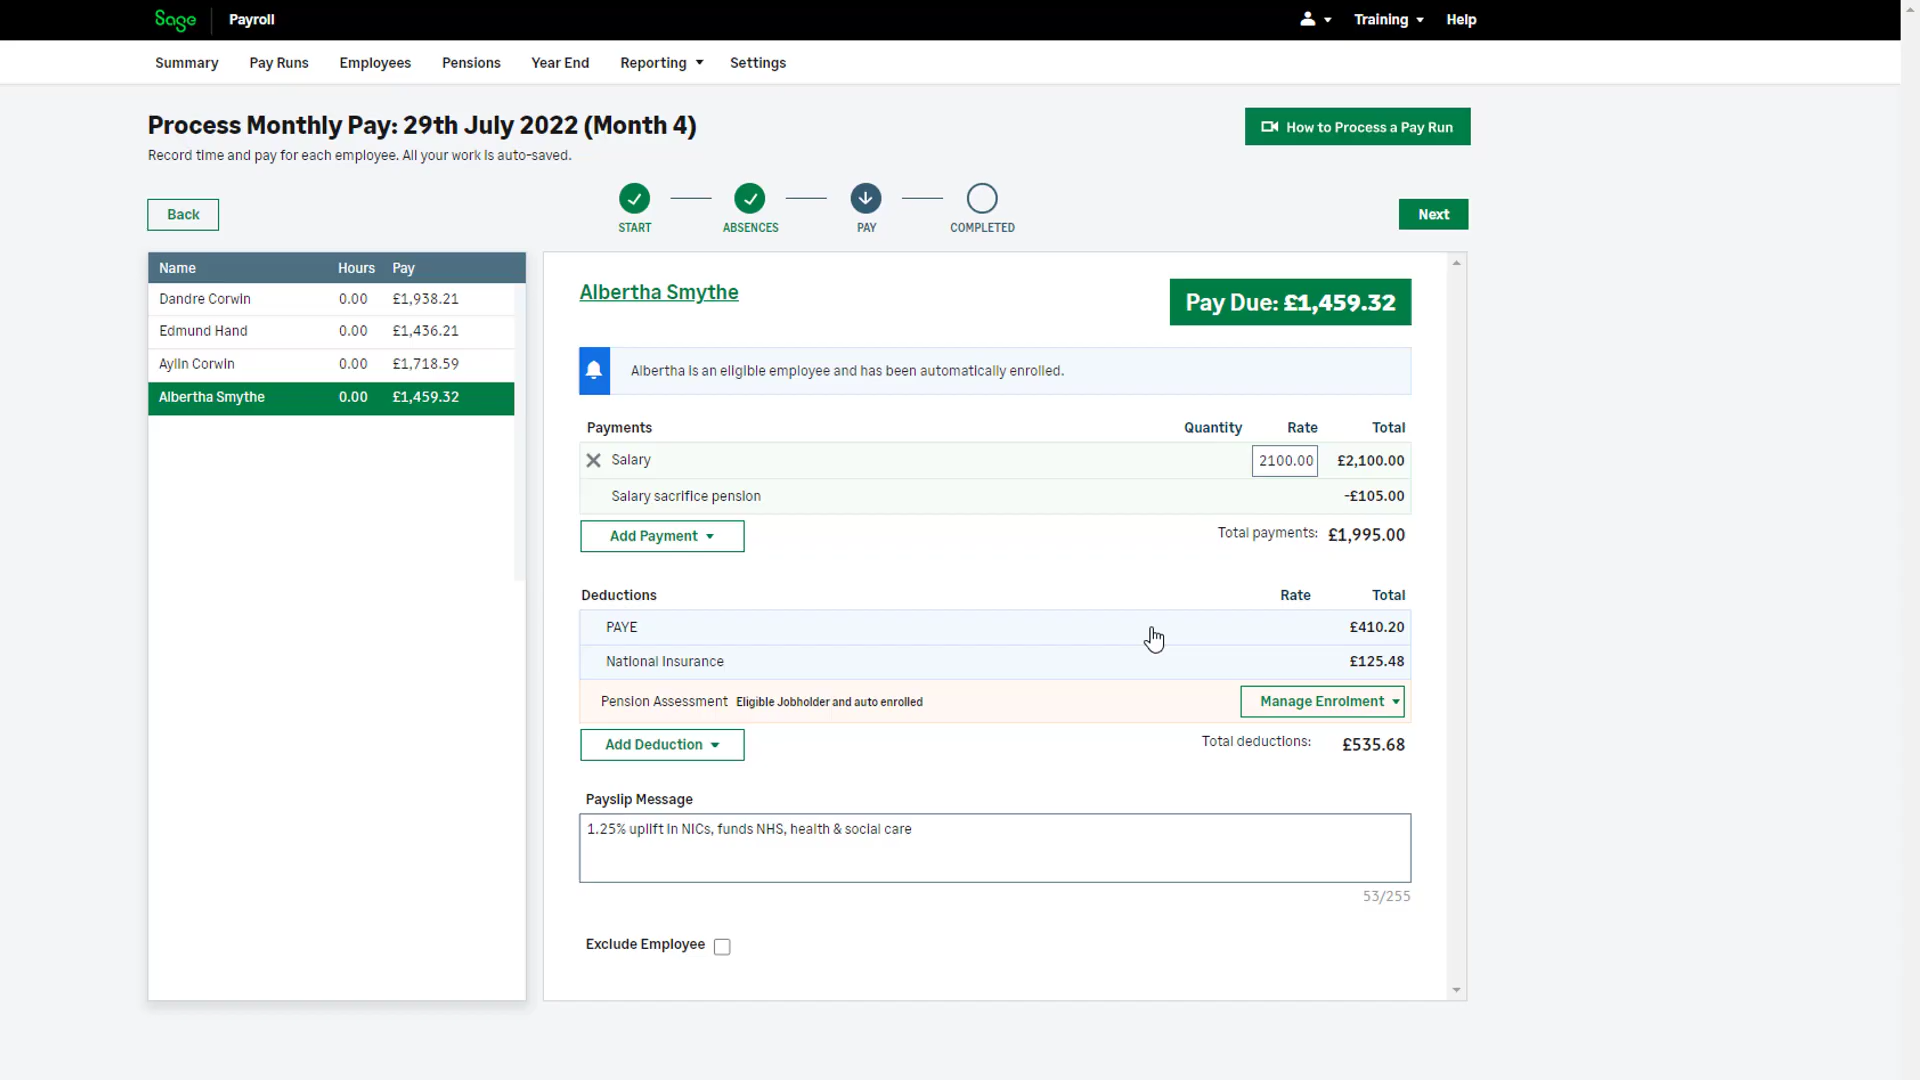 Sage Payroll Training Help
Summary Pay Runs Employees Pensions Year End Reporting Settings
Process Monthly Pay: 29th July 2022 (Month 4)
How to Process a Pay Run
Record time and pay for each employee. All your work is auto-saved.
Back
START ABSENCES PAY COMPLETED
Next
Name Hours Pay
Dandre Corwin 0.00 £1,938.21
Edmund Hand 0.00 £1,436.21
Aylin Corwin 0.00 £1,718.59
Albertha Smythe 0.00 £1,459.32
Albertha Smythe
Pay Due: £1,459.32
Albertha is an eligible employee and has been automatically enrolled.
Payments Quantity Rate Total
Salary 2100.00 £2,100.00
Salary sacrifice pension -£105.00
Add Payment Total payments: £1,995.00
Deductions Rate Total
PAYE £410.20
National Insurance £125.48
Pension Assessment Eligible Jobholder and auto enrolled Manage Enrolment
Add Deduction Total deductions: £535.68
Payslip Message
1.25% uplift in NICs, funds NHS, health & social care
53/255
Exclude Employee